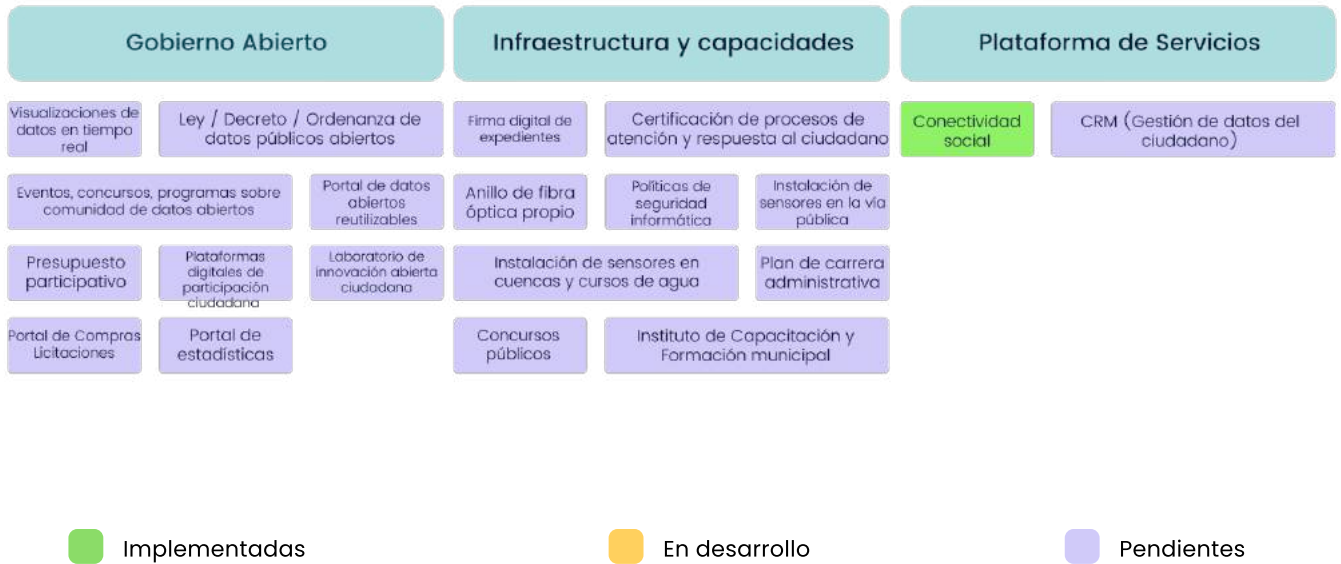 Gobierno Abierto
Infraestructura y capacidades
Plataforma de Servicios
Visualizaciones de
datos en tiempo
real
Ley / Decreto / Ordenanza de
datos públicos abiertos
Firma digital de
expedientes
Certificación de procesos de
atención y respuesta al ciudadano
Conectividad
social
CRM (Gestión de datos del
ciudadano)
Eventos, concursos, programas sobre
comunidad de datos abiertos
Portal de datos
abiertos
reutilizables
Anillo de fibra
óptica propio
Políticas de
seguridad
informática
Instalación de
sensores en la vía
pública
Presupuesto
participativo
Plataformas
digitales de
participación
ciudadana
Laboratorio de
innovación abierta
ciudadana
Instalación de sensores en
cuencas y cursos de agua
Plan de carrera
administrativa
Portal de Compras
Licitaciones
Portal de
estadísticas
Concursos
públicos
Instituto de Capacitación y
Formación municipal
Implementadas
En desarrollo
Pendientes